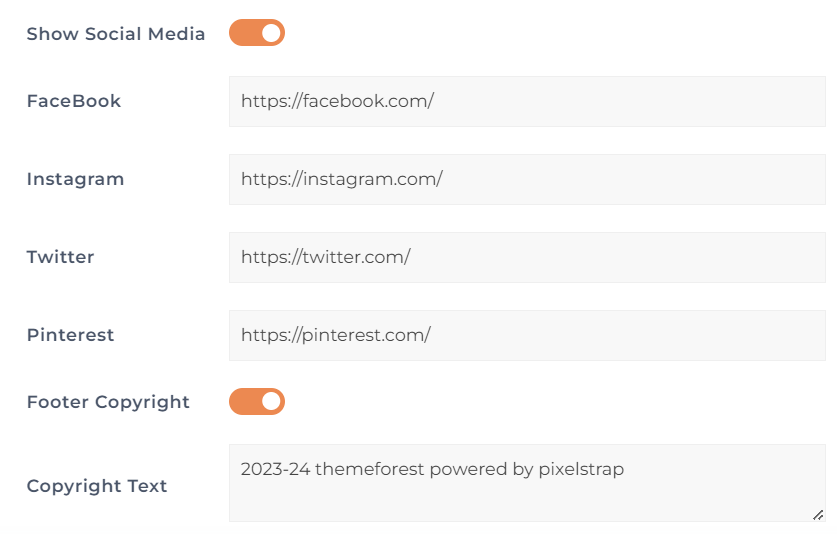 Show Social Media
FaceBook
https://facebook.com/
Instagram
https://instagram.com/
Twitter
https://twitter.com/
Pinterest
https://pinterest.com/
Footer Copyright
Copyright Text
2023-24 themeforest powered by pixelstrap